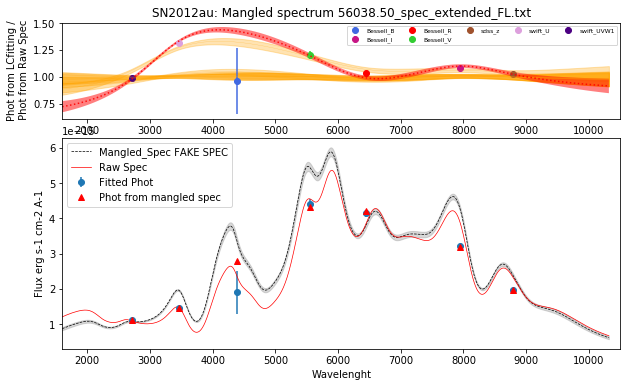 SN2012au: Mangled spectrum 56038.50_spec_extended_FL.txt
Phot from LCfitting /
Phot from Raw Spec
1.50
1.25
1.00
0.75
Bessell_B
Bessell_I
Bessell_R
Bessell_V
sdss_z
swift_U
swift_UVW1
2000
3000
4000
5000
6000
7000
8000
9000
10000
1e-15
Flux erg s-1 cm-2 A-1
6
5
4
3
2
1
Mangled_Spec FAKE SPEC
Raw Spec
Fitted Phot
Phot from mangled spec
2000
3000
4000
5000
6000
7000
8000
9000
10000
Wavelenght